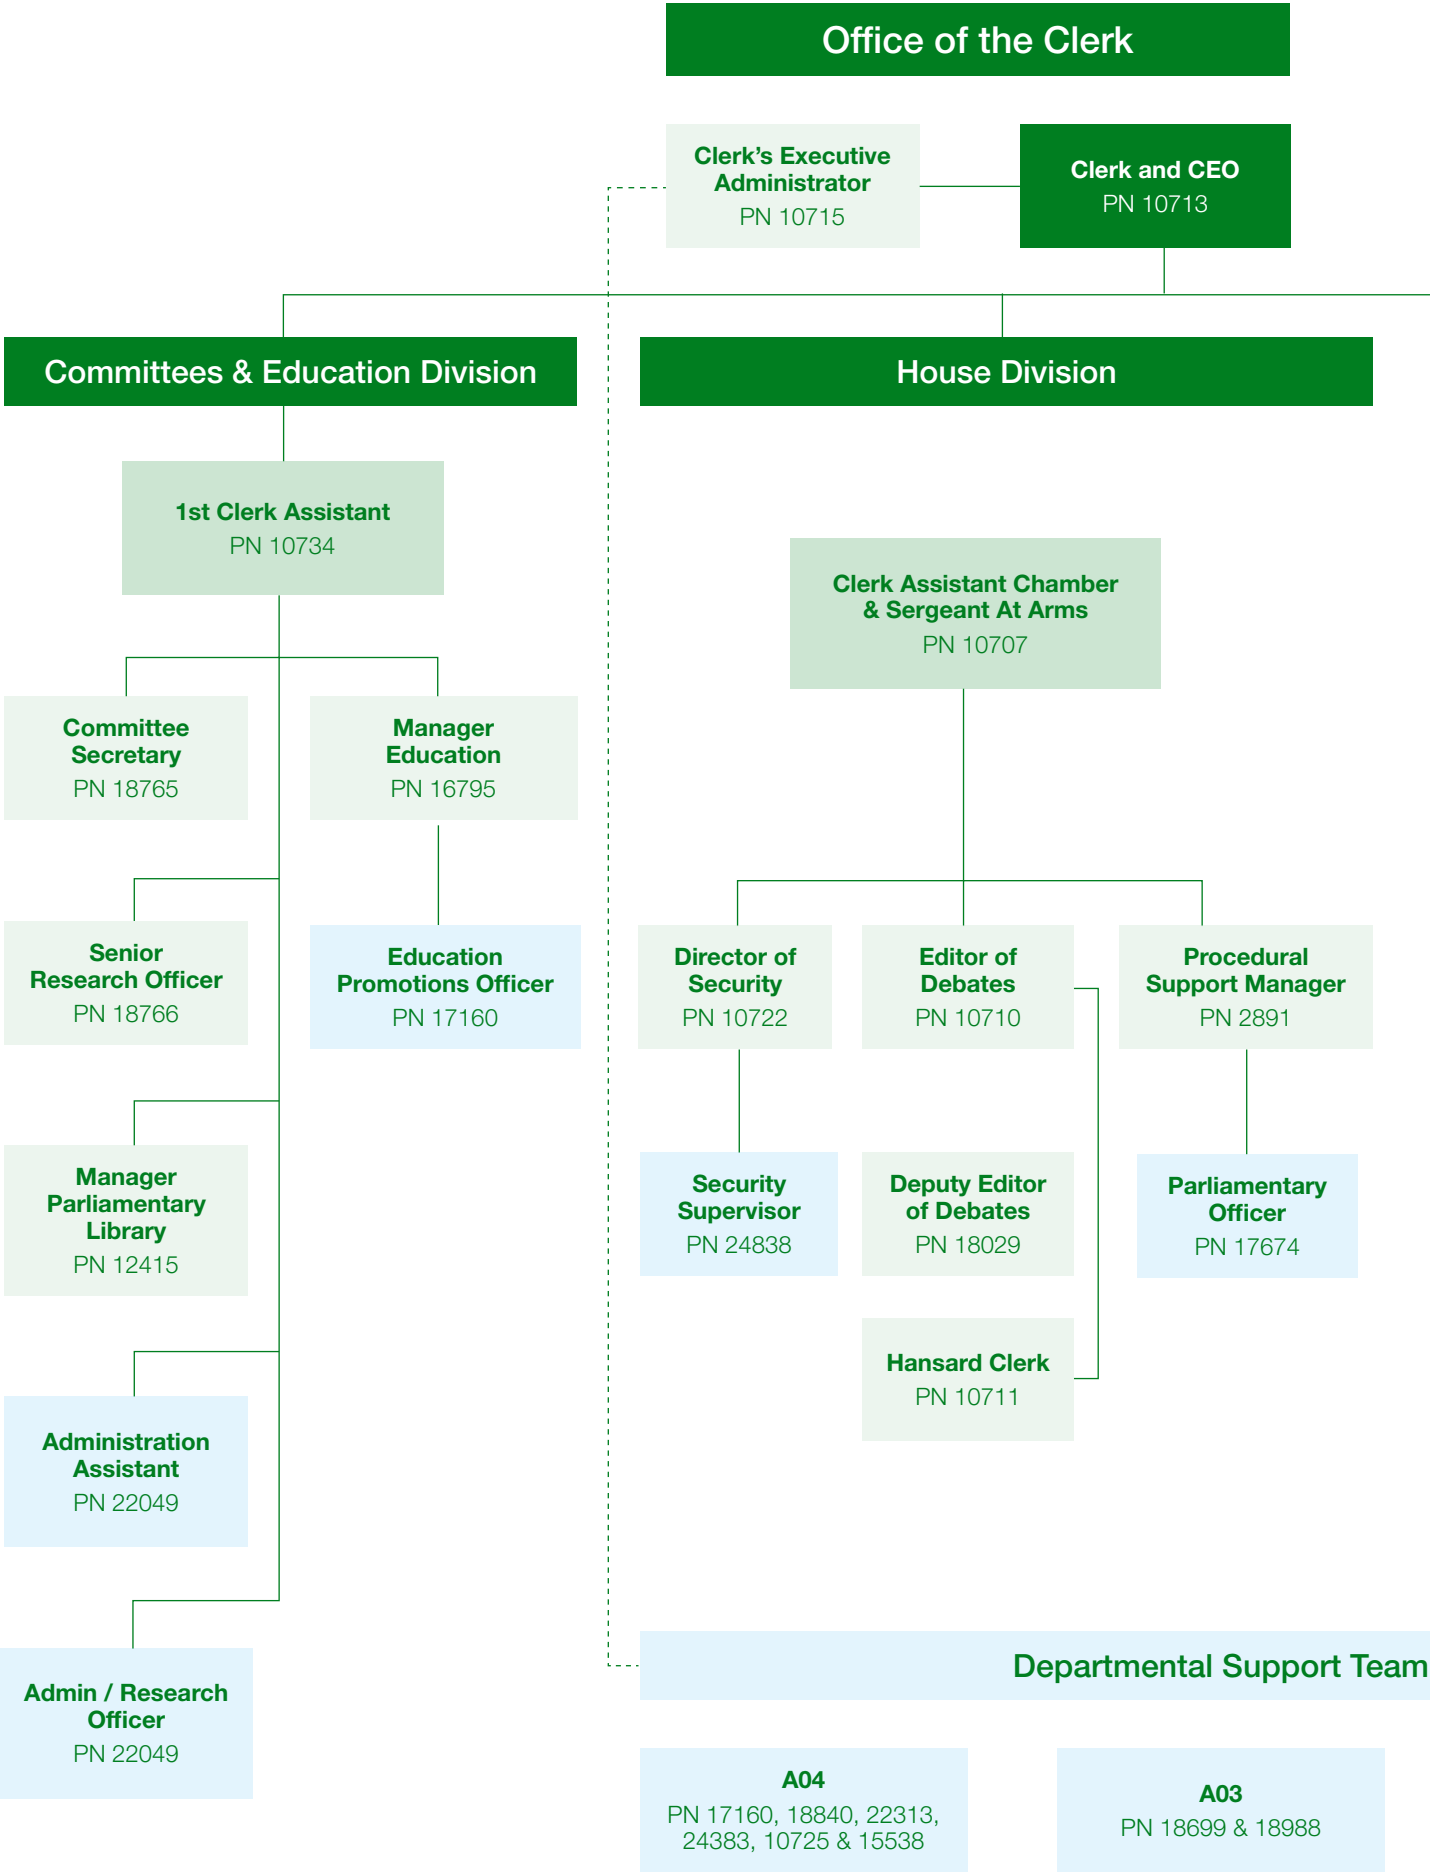 Office of the Clerk
Clerk's Executive
Administrator
PN 10715
Clerk and CEO
PN 10713
Committees & Education Division
House Division
1st Clerk Assistant
PN 10734
Clerk Assistant Chamber
& Sergeant At Arms
PN 10707
Committee
Secretary
PN 18765
Manager
Education
PN 16795
Senior
Research Officer
PN 18766
Education
Promotions Officer
PN 17160
Director of
Security
PN 10722
Editor of
Debates
PN 10710
Procedural
Support Manager
PN 2891
Manager
Parliamentary
Library
PN 12415
Security
Supervisor
PN 24838
Deputy Editor
of Debates
PN 18029
Parliamentary
Officer
PN 17674
Hansard Clerk
PN 10711
Administration
Assistant
PN 22049
Admin / Research
Officer
PN 22049
Departmental Support Team
A04
PN 17160, 18840, 22313,
24383, 10725 & 15538
A03
PN 18699 & 18988